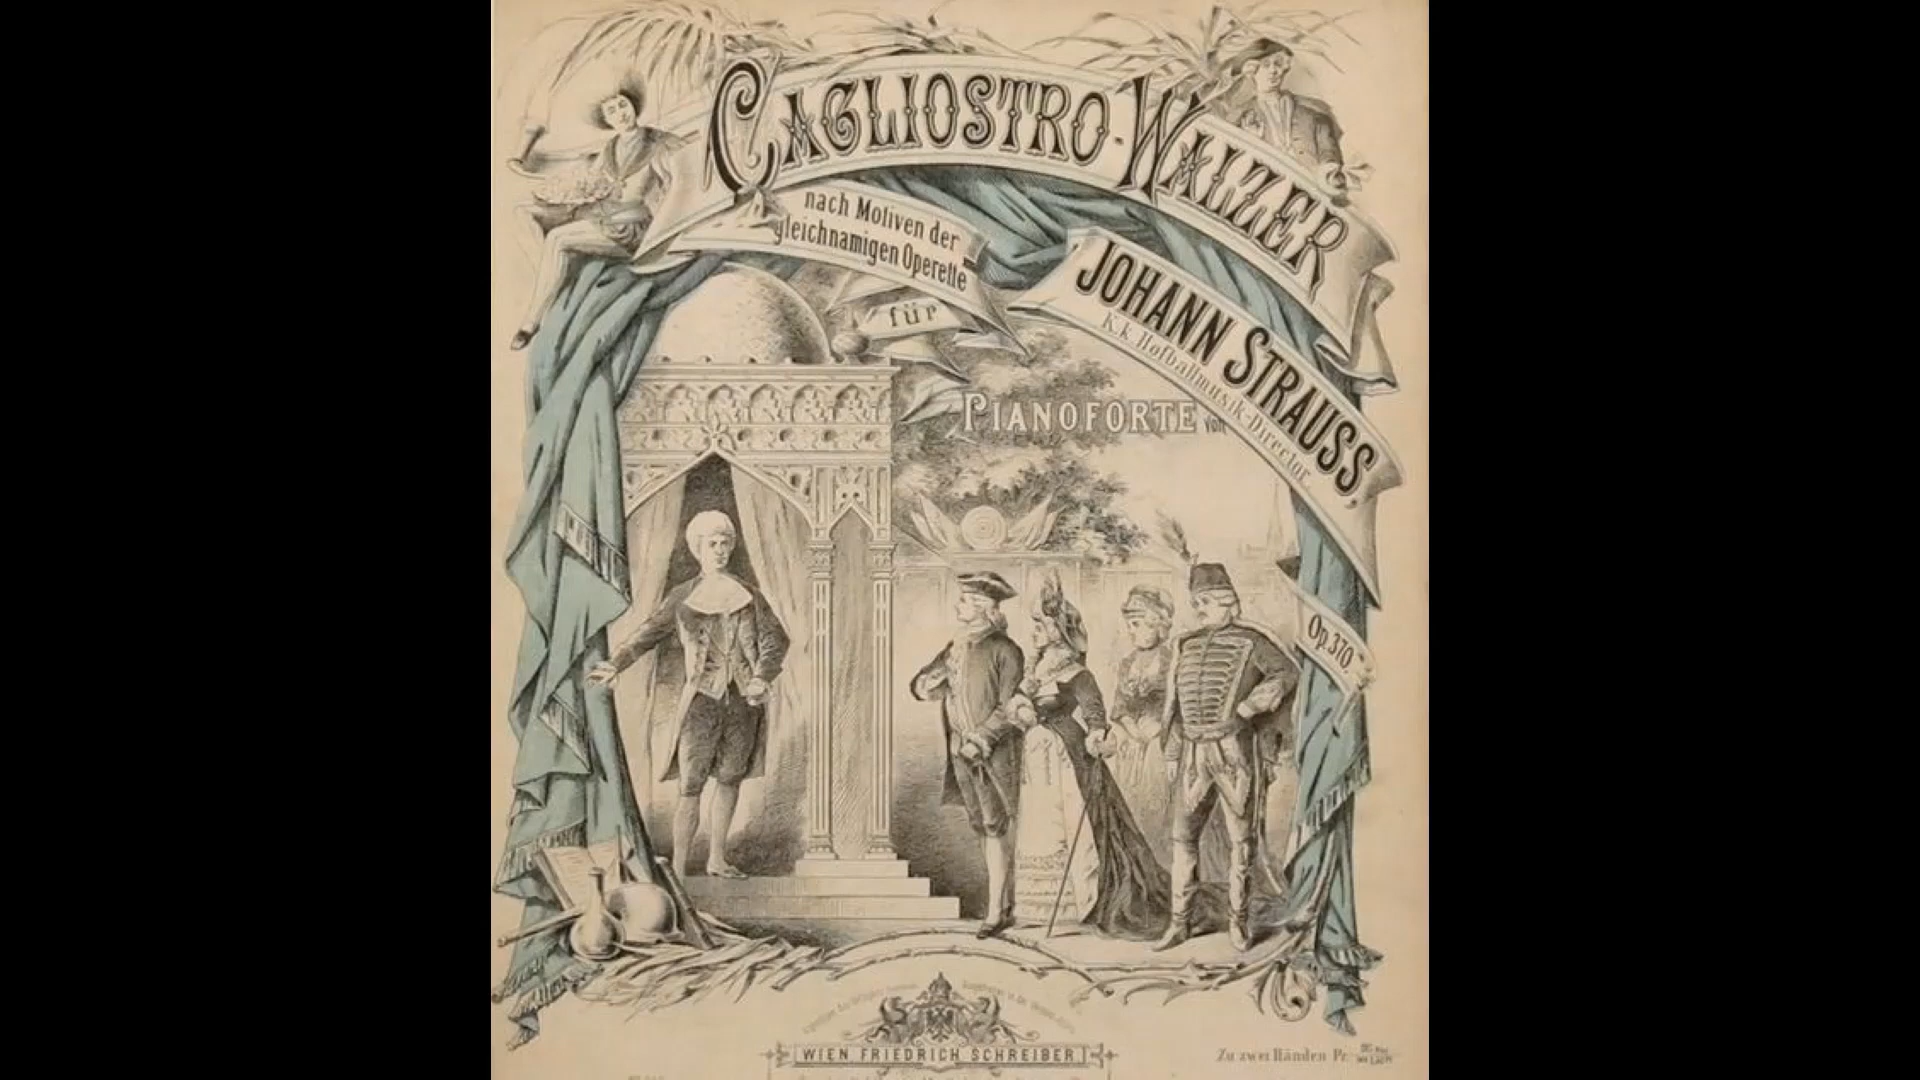 CAGLIOSTRO-WALZER
nach Motiven der
gleichnamigen Operette
für
PIANOFORTE von
JOHANN STRAUSS,
K.k. Hofballmusik-Director.
Op. 370.
WIEN FRIEDRICH SCHREIBER
Zu zwei Händen Pr.